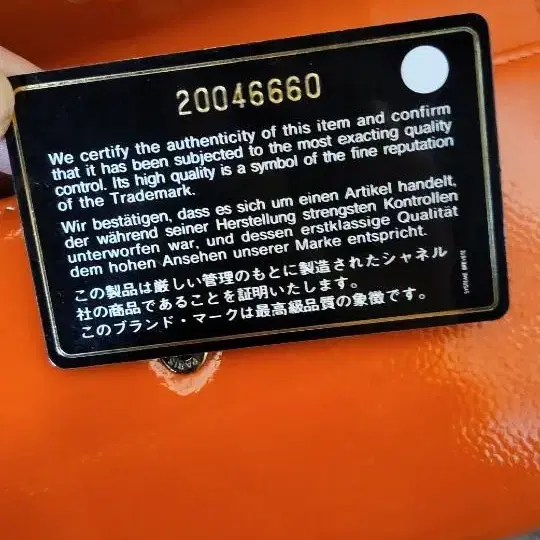 20046660
We certify the authenticity of this item and confirm
that it has been subjected to the most exacting quality
control. Its high quality is a symbol of the fine reputation
of the Trademark.
Wir bestätigen, dass es sich um einen Artikel handelt,
der während seiner Herstellung strengsten Kontrollen
unterworfen war, und dessen erstklassige Qualität
dem hohen Ansehen unserer Marke entspricht.
この製品は厳しい管理のもとに製造されたシャネル
社の商品であることを証明いたします。
このブランド・マークは最高級品質の象徴です。
SYSTEME BREVETE
PARIS